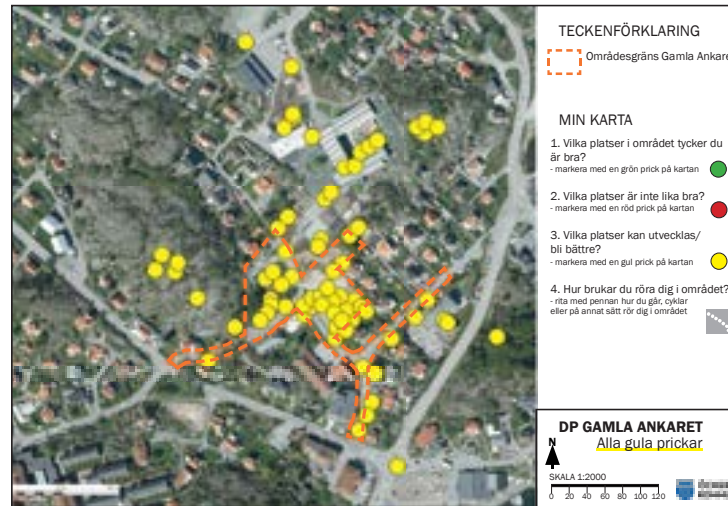 TECKENFÖRKLARING
Områdesgräns Gamla Ankare
MIN KARTA
1. Vilka platser i området tycker du
är bra?
- markera med en grön prick på kartan
2. Vilka platser är inte lika bra?
- markera med en röd prick på kartan
3. Vilka platser kan utvecklas/
bli bättre?
- markera med en gul prick på kartan
4. Hur brukar du röra dig i området?
- rita med pennan hur du går, cyklar
eller på annat sätt rör dig i området
DP GAMLA ANKARET
N
Alla gula prickar
SKALA 1:2000
0 20 40 60 80 100 120